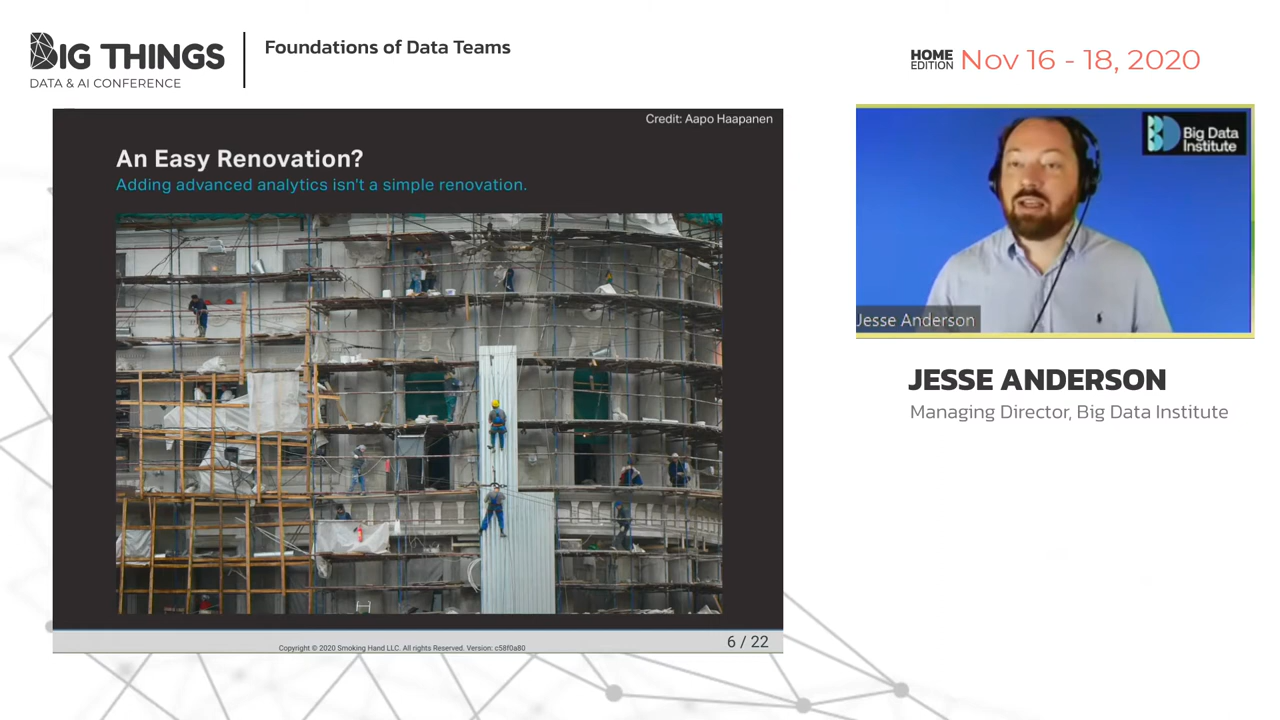 BIG THINGS
DATA & AI CONFERENCE
Foundations of Data Teams
HOME
EDITION
Nov 16 - 18, 2020
Credit: Aapo Haapanen
An Easy Renovation?
Adding advanced analytics isn't a simple renovation.
Big Data
Institute
Jesse Anderson
JESSE ANDERSON
Managing Director, Big Data Institute
6 / 22
Copyright © 2020 Smoking Hand LLC. All rights Reserved. Version: c58f0a80